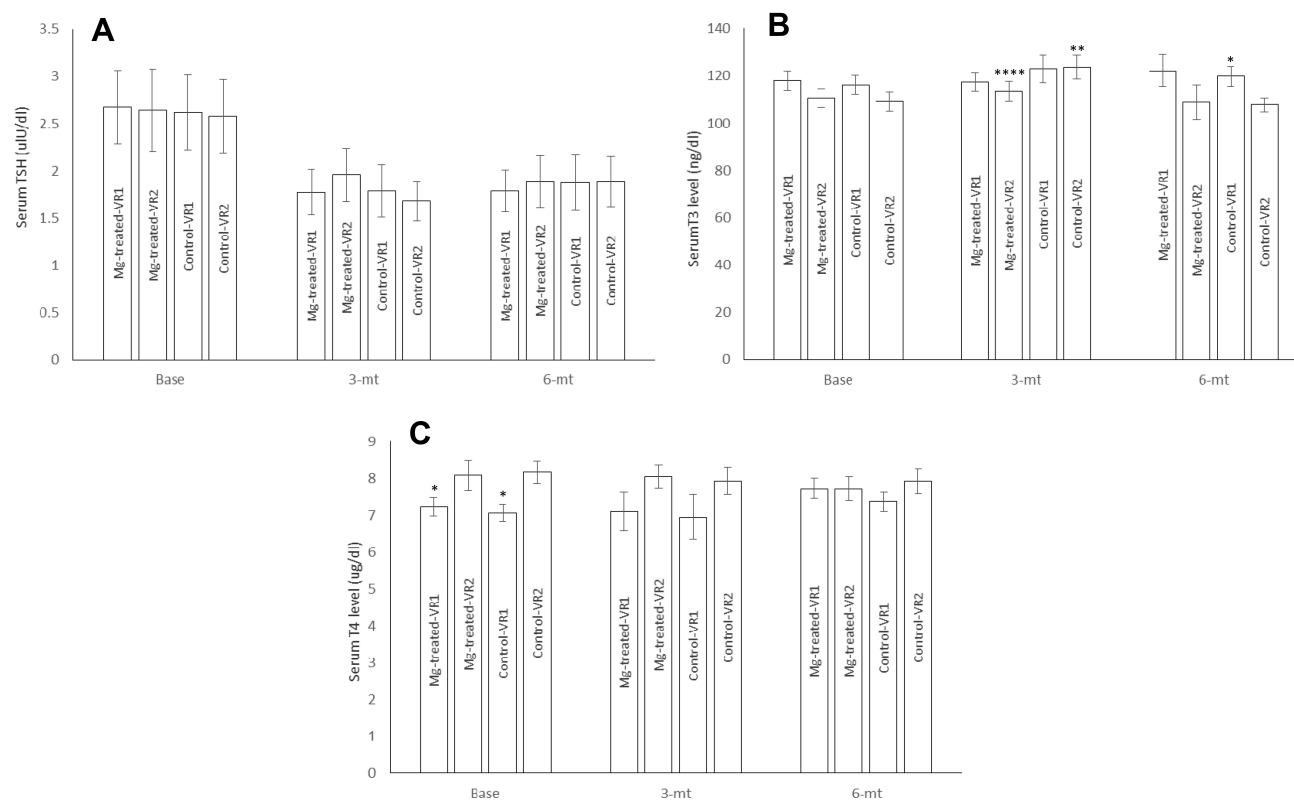 A
Serum TSH (uIU/dl)
3.5
3
2.5
2
1.5
1
0.5
0
Mg-treated-VR1
Mg-treated-VR2
Control-VR1
Control-VR2
Mg-treated-VR1
Mg-treated-VR2
Control-VR1
Control-VR2
Mg-treated-VR1
Mg-treated-VR2
Control-VR1
Control-VR2
Base
3-mt
6-mt
B
SerumT3 level (ng/dl)
140
120
100
80
60
40
20
0
****
**
*
Mg-treated-VR1
Mg-treated-VR2
Control-VR1
Control-VR2
Mg-treated-VR1
Mg-treated-VR2
Control-VR1
Control-VR2
Mg-treated-VR1
Mg-treated-VR2
Control-VR1
Control-VR2
Base
3-mt
6-mt
C
Serum T4 level (ug/dl)
9
8
7
6
5
4
3
2
1
0
*
*
Mg-treated-VR1
Mg-treated-VR2
Control-VR1
Control-VR2
Mg-treated-VR1
Mg-treated-VR2
Control-VR1
Control-VR2
Mg-treated-VR1
Mg-treated-VR2
Control-VR1
Control-VR2
Base
3-mt
6-mt